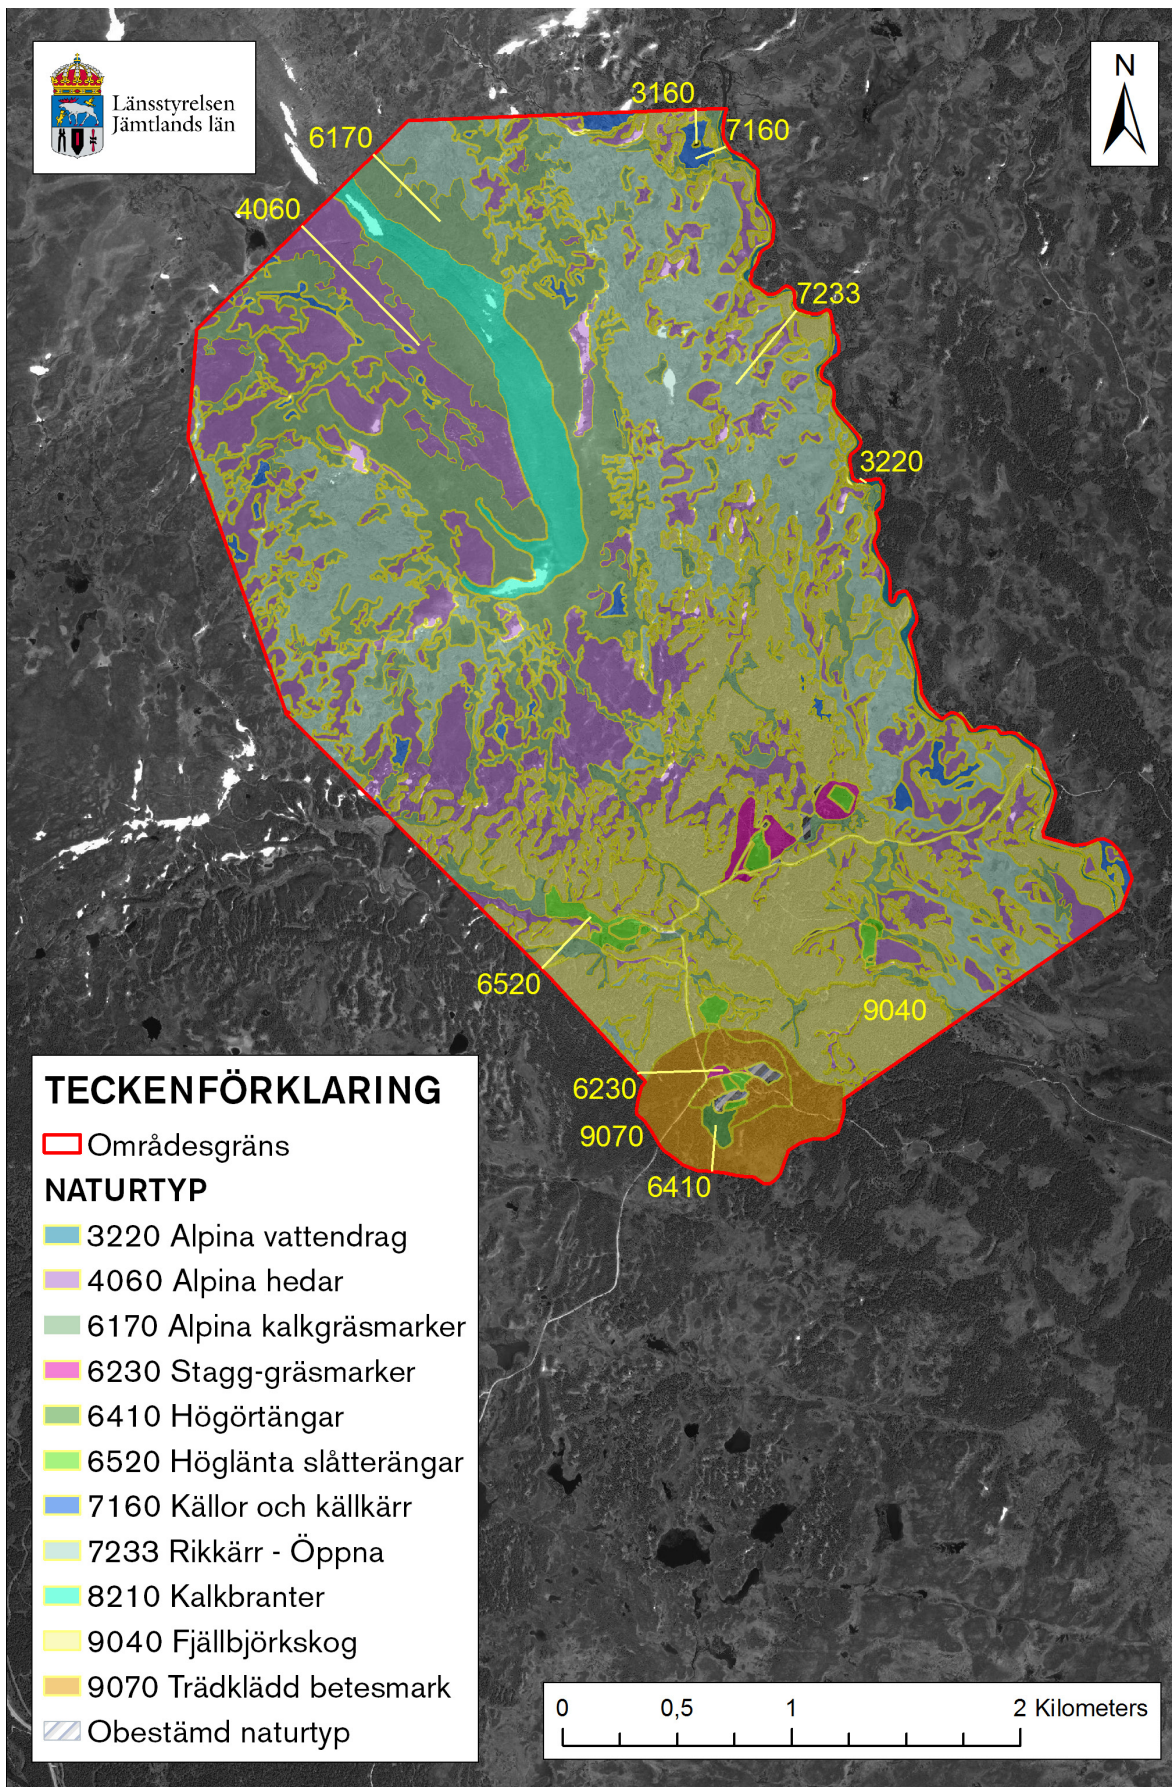 Länsstyrelsen
Jämtlands län
N
3160
7160
6170
4060
7233
3220
6520
9040
6230
9070
6410
TECKENFÖRKLARING
Områdesgräns
NATURTYP
3220 Alpina vattendrag
4060 Alpina hedar
6170 Alpina kalkgräsmarker
6230 Stagg-gräsmarker
6410 Högörtängar
6520 Höglänta slåtterängar
7160 Källor och källkärr
7233 Rikkärr - Öppna
8210 Kalkbranter
9040 Fjällbjörkskog
9070 Trädklädd betesmark
Obestämd naturtyp
0 0,5 1 2 Kilometers